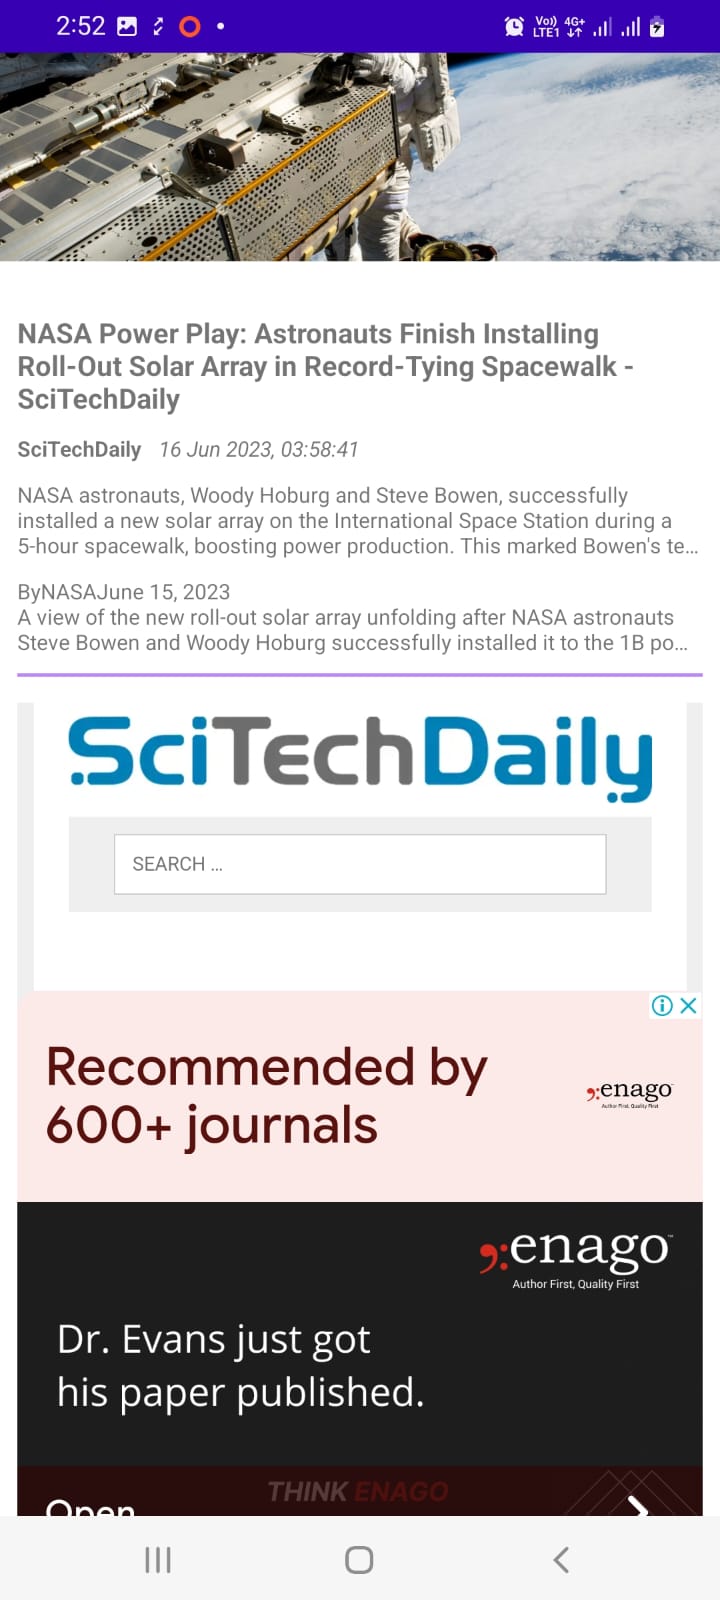 2:52
Vo)) 4G+
LTE1
NASA Power Play: Astronauts Finish Installing
Roll-Out Solar Array in Record-Tying Spacewalk -
SciTechDaily
SciTechDaily 16 Jun 2023, 03:58:41
NASA astronauts, Woody Hoburg and Steve Bowen, successfully
installed a new solar array on the International Space Station during a
5-hour spacewalk, boosting power production. This marked Bowen's te...
ByNASAJune 15, 2023
A view of the new roll-out solar array unfolding after NASA astronauts
Steve Bowen and Woody Hoburg successfully installed it to the 1B po...
SciTechDaily
SEARCH ...
Recommended by
600+ journals
enago
Author First, Quality First
enago™
Author First, Quality First
Dr. Evans just got
his paper published.
THINK ENAGO
Open